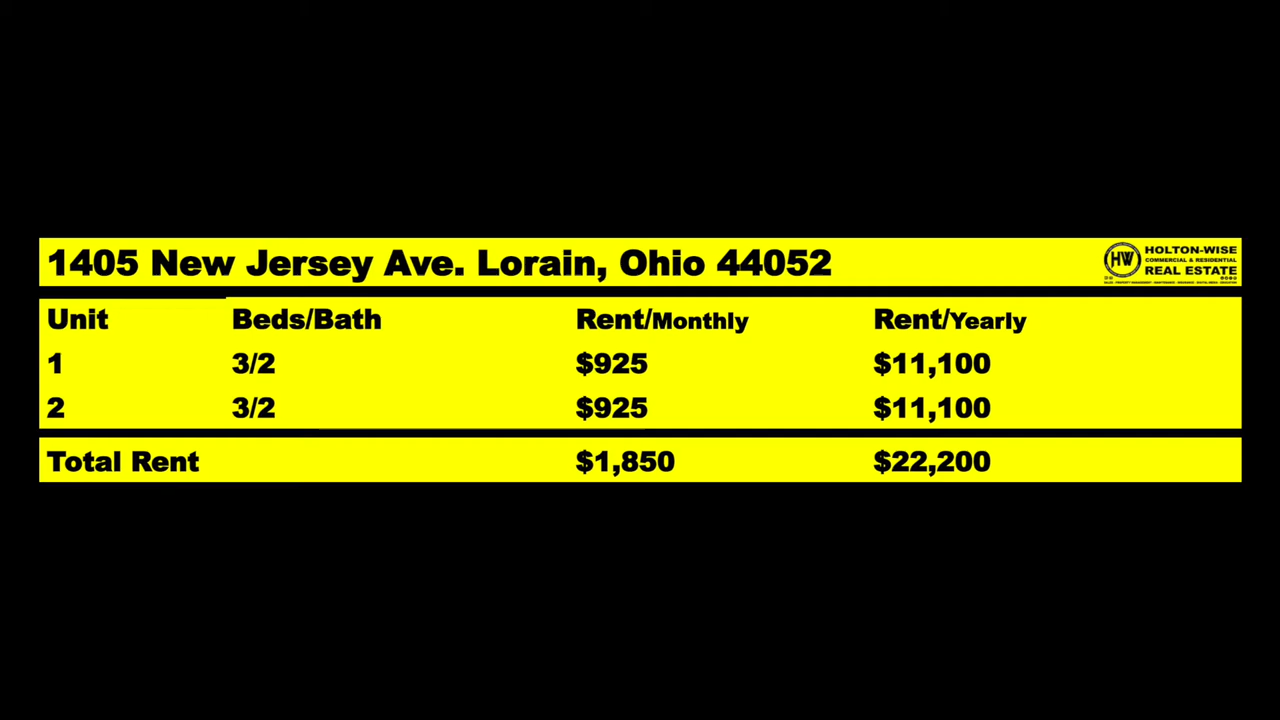 1405 New Jersey Ave. Lorain, Ohio 44052
HOLTON-WISE
COMMERCIAL & RESIDENTIAL
REAL ESTATE
HW
Unit Beds/Bath Rent/Monthly Rent/Yearly
1 3/2 $925 $11,100
2 3/2 $925 $11,100
Total Rent $1,850 $22,200